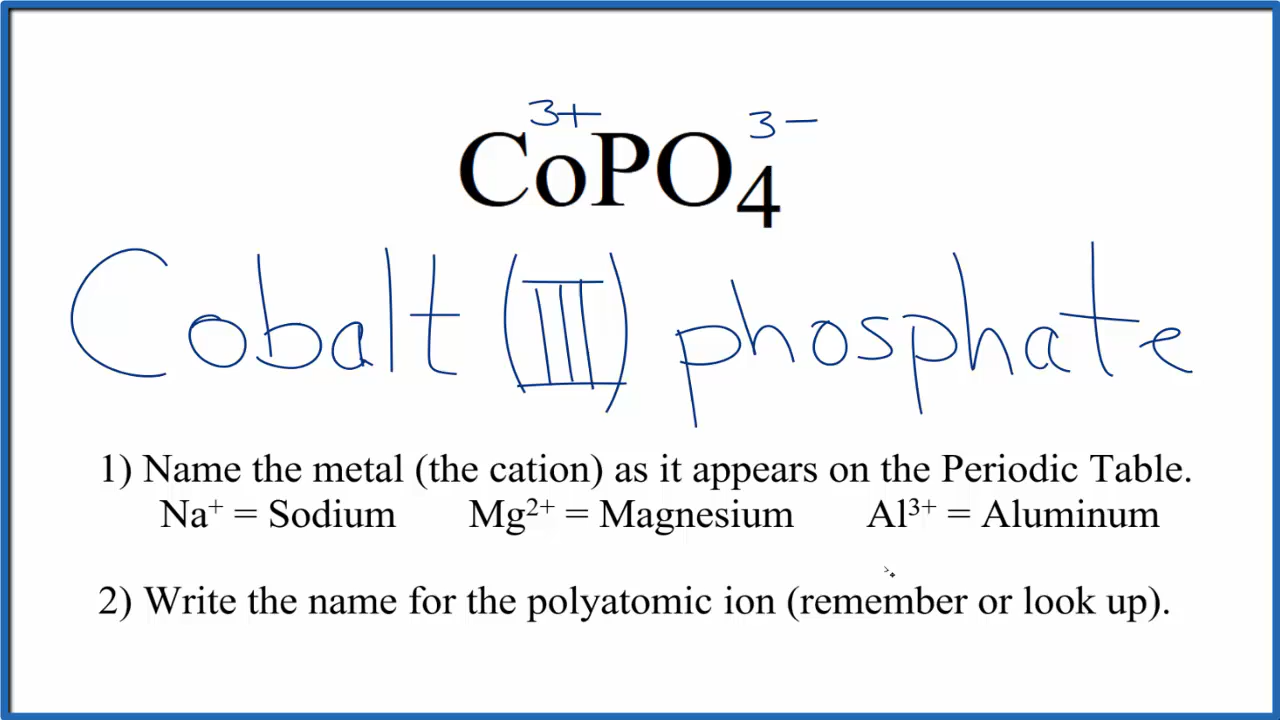 3+ 3-
CoPO₄
Cobalt (III) phosphate
1) Name the metal (the cation) as it appears on the Periodic Table.
Na⁺ = Sodium Mg²⁺ = Magnesium Al³⁺ = Aluminum
2) Write the name for the polyatomic ion (remember or look up).